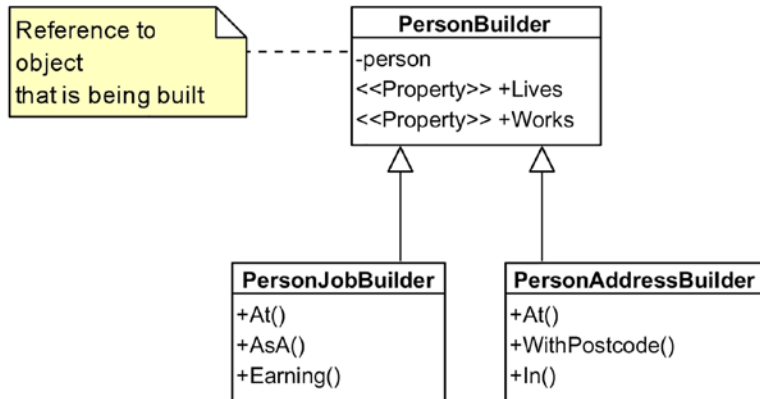 Reference to
object
that is being built
PersonBuilder
-person
<<Property>> +Lives
<<Property>> +Works
PersonJobBuilder
+At()
+AsA()
+Earning()
PersonAddressBuilder
+At()
+WithPostcode()
+In()